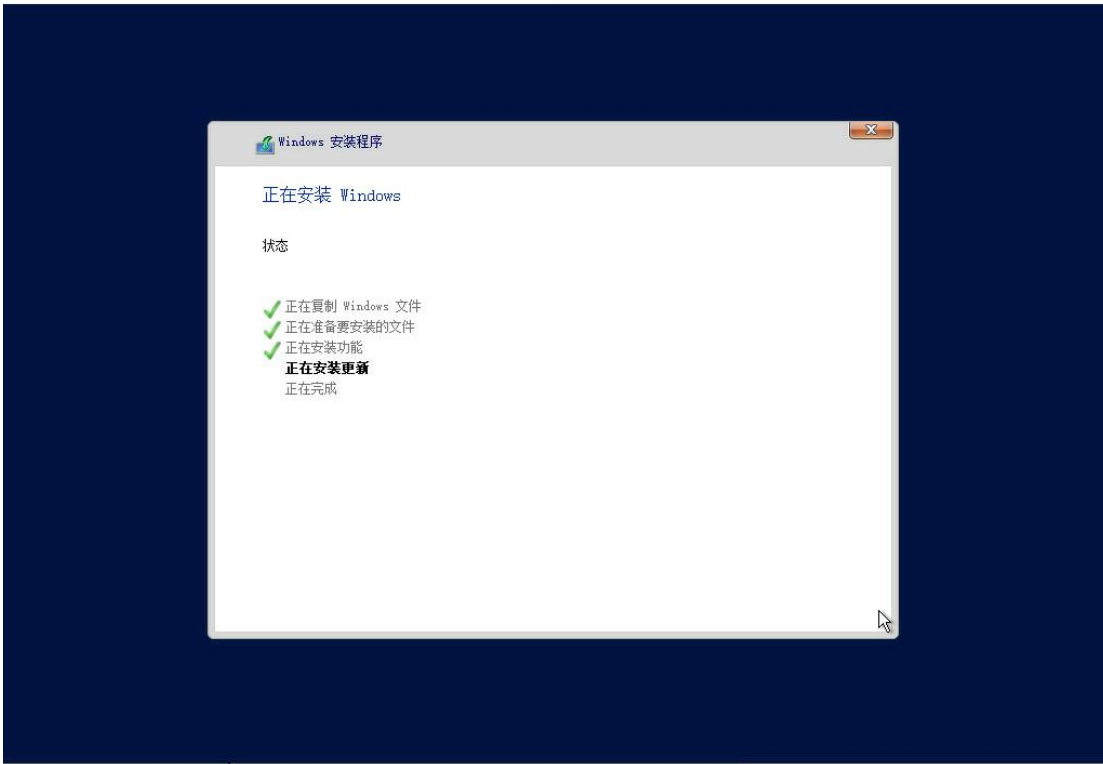 Windows 安装程序
正在安装 Windows
状态
正在复制 Windows 文件
正在准备要安装的文件
正在安装功能
正在安装更新
正在完成